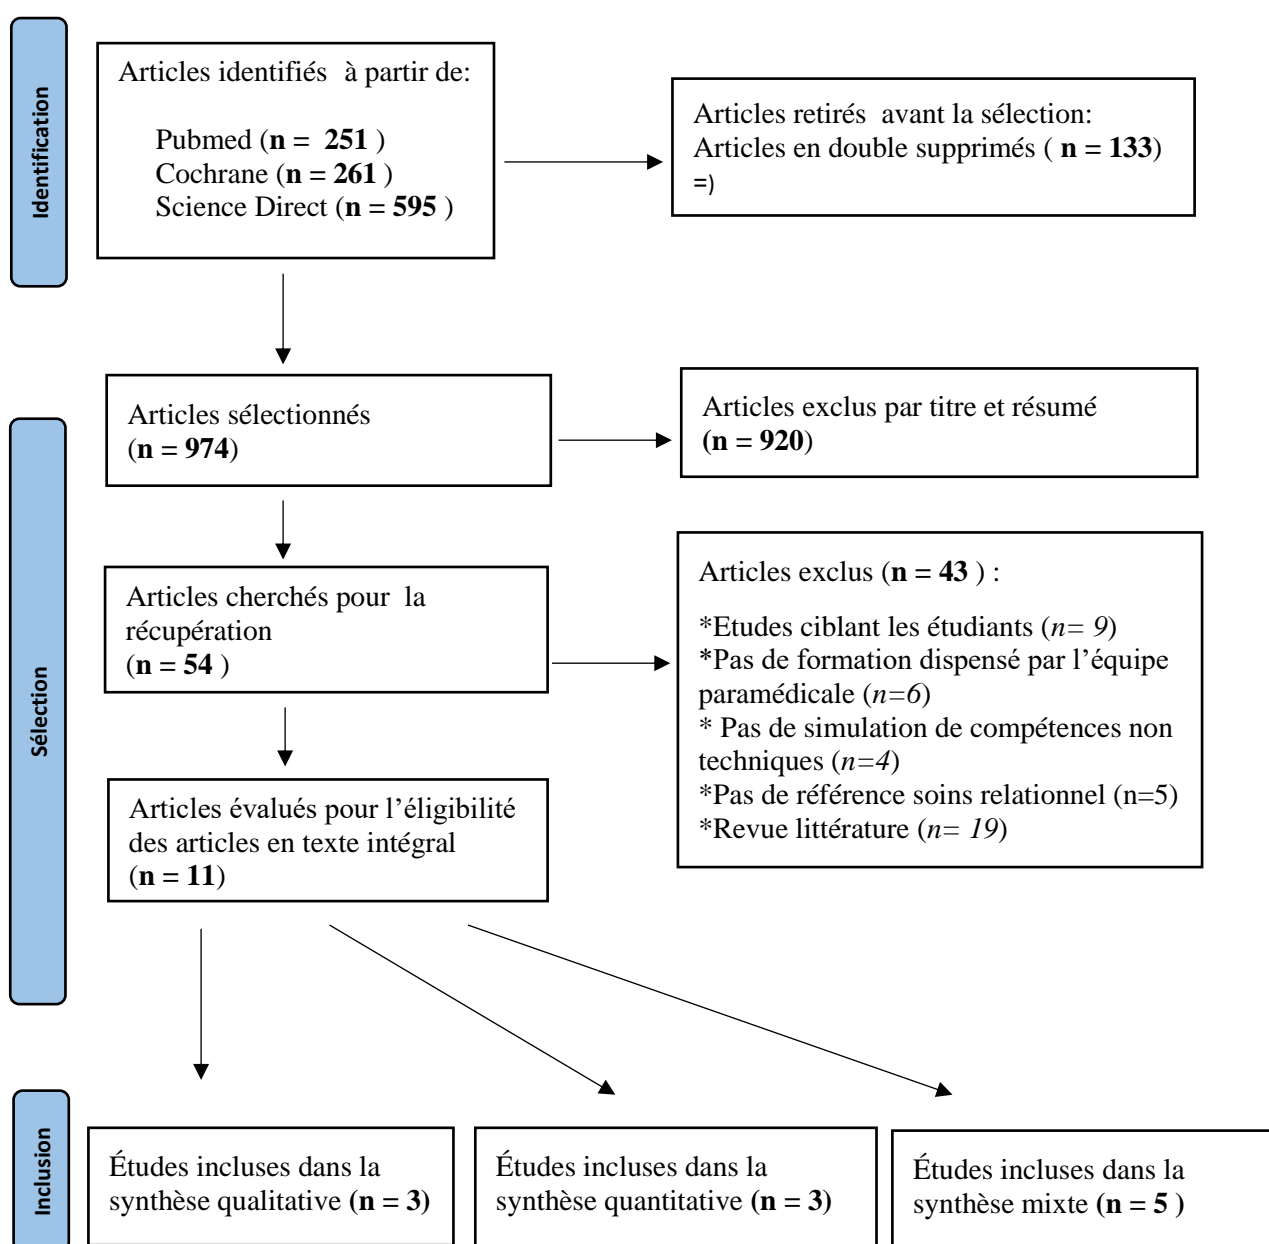 Identification
Articles identifiés à partir de:
Pubmed (n = 251 )
Cochrane (n = 261 )
Science Direct (n = 595 )
Articles retirés avant la sélection:
Articles en double supprimés ( n = 133)
=)
Sélection
Articles sélectionnés
(n = 974)
Articles exclus par titre et résumé
(n = 920)
Articles cherchés pour la
récupération
(n = 54 )
Articles exclus (n = 43 ) :
*Etudes ciblant les étudiants (n= 9)
*Pas de formation dispensé par l’équipe
paramédicale (n=6)
* Pas de simulation de compétences non
techniques (n=4)
*Pas de référence soins relationnel (n=5)
*Revue littérature (n= 19)
Articles évalués pour l’éligibilité
des articles en texte intégral
(n = 11)
Inclusion
Études incluses dans la
synthèse qualitative (n = 3)
Études incluses dans la
synthèse quantitative (n = 3)
Études incluses dans la
synthèse mixte (n = 5 )